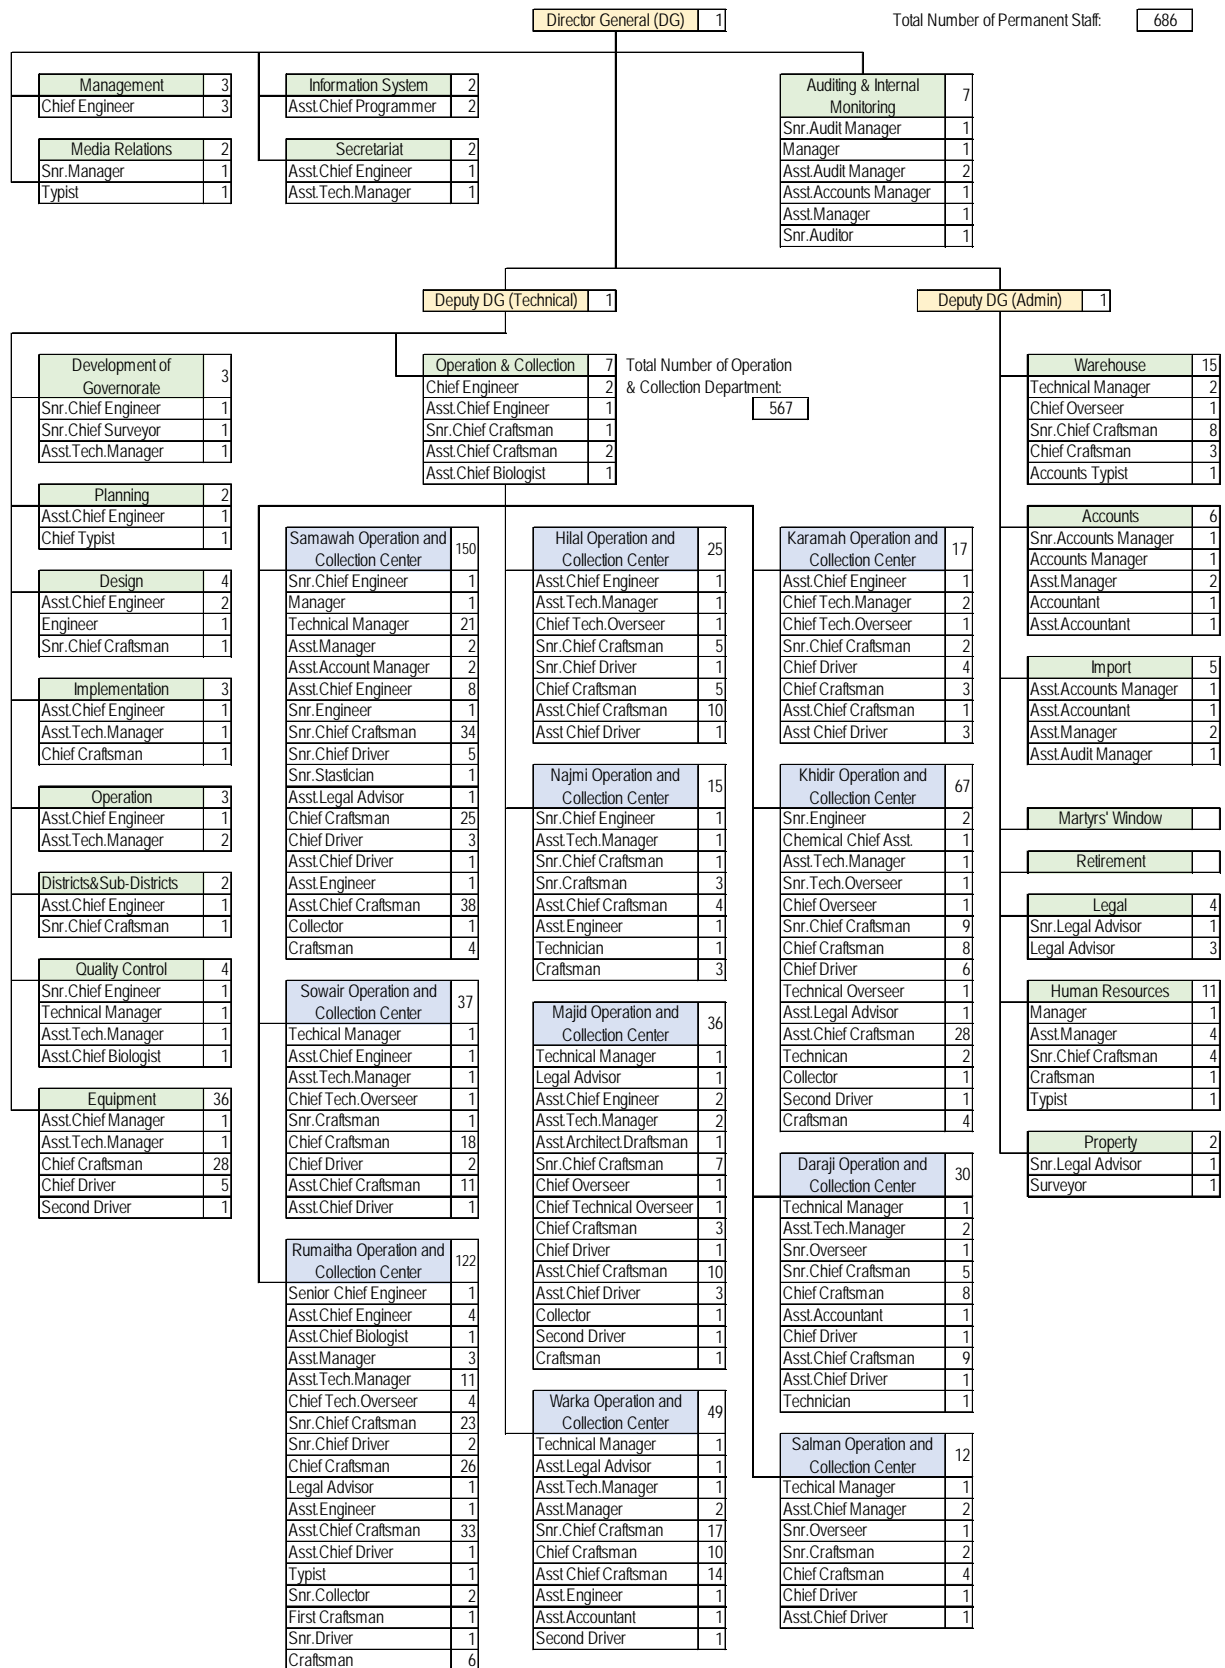 Director General (DG) 1
Total Number of Permanent Staff: 686
Management 3
Chief Engineer 3
Media Relations 2
Snr.Manager 1
Typist 1
Information System 2
Asst.Chief Programmer 2
Secretariat 2
Asst.Chief Engineer 1
Asst.Tech.Manager 1
Auditing & Internal
Monitoring 7
Snr.Audit Manager 1
Manager 1
Asst.Audit Manager 2
Asst.Accounts Manager 1
Asst.Manager 1
Snr.Auditor 1
Deputy DG (Technical) 1
Deputy DG (Admin) 1
Development of
Governorate 3
Snr.Chief Engineer 1
Snr.Chief Surveyor 1
Asst.Tech.Manager 1
Planning 2
Asst.Chief Engineer 1
Chief Typist 1
Design 4
Asst.Chief Engineer 2
Engineer 1
Snr.Chief Craftsman 1
Implementation 3
Asst.Chief Engineer 1
Asst.Tech.Manager 1
Chief Craftsman 1
Operation 3
Asst.Chief Engineer 1
Asst.Tech.Manager 2
Districts&Sub-Districts 2
Asst.Chief Engineer 1
Snr.Chief Craftsman 1
Quality Control 4
Snr.Chief Engineer 1
Technical Manager 1
Asst.Tech.Manager 1
Asst.Chief Biologist 1
Equipment 36
Asst.Chief Manager 1
Asst.Tech.Manager 1
Chief Craftsman 28
Chief Driver 5
Second Driver 1
Operation & Collection 7
Chief Engineer 2
Asst.Chief Engineer 1
Snr.Chief Craftsman 1
Asst.Chief Craftsman 2
Asst.Chief Biologist 1
Total Number of Operation
& Collection Department:
567
Samawah Operation and
Collection Center 150
Snr.Chief Engineer 1
Manager 1
Technical Manager 21
Asst.Manager 2
Asst.Account Manager 2
Asst.Chief Engineer 8
Snr.Engineer 1
Snr.Chief Craftsman 34
Snr.Chief Driver 5
Snr.Stastician 1
Asst.Legal Advisor 1
Chief Craftsman 25
Chief Driver 3
Asst.Chief Driver 1
Asst.Engineer 1
Asst.Chief Craftsman 38
Collector 1
Craftsman 4
Sowair Operation and
Collection Center 37
Techical Manager 1
Asst.Chief Engineer 1
Asst.Tech.Manager 1
Chief Tech.Overseer 1
Snr.Craftsman 1
Chief Craftsman 18
Chief Driver 2
Asst.Chief Craftsman 11
Asst.Chief Driver 1
Rumaitha Operation and
Collection Center 122
Senior Chief Engineer 1
Asst.Chief Engineer 4
Asst.Chief Biologist 1
Asst.Manager 3
Asst.Tech.Manager 11
Chief Tech.Overseer 4
Snr.Chief Craftsman 23
Snr.Chief Driver 2
Chief Craftsman 26
Legal Advisor 1
Asst.Engineer 1
Asst.Chief Craftsman 33
Asst.Chief Driver 1
Typist 1
Snr.Collector 2
First Craftsman 1
Snr.Driver 1
Craftsman 6
Hilal Operation and
Collection Center 25
Asst.Chief Engineer 1
Asst.Tech.Manager 1
Chief Tech.Overseer 1
Snr.Chief Craftsman 5
Snr.Chief Driver 1
Chief Craftsman 5
Asst.Chief Craftsman 10
Asst Chief Driver 1
Najmi Operation and
Collection Center 15
Snr.Chief Engineer 1
Asst.Tech.Manager 1
Snr.Chief Craftsman 1
Snr.Craftsman 3
Asst.Chief Craftsman 4
Asst.Engineer 1
Technician 1
Craftsman 3
Majid Operation and
Collection Center 36
Technical Manager 1
Legal Advisor 1
Asst.Chief Engineer 2
Asst.Tech.Manager 2
Asst.Architect.Draftsman 1
Snr.Chief Craftsman 7
Chief Overseer 1
Chief Technical Overseer 1
Chief Craftsman 3
Chief Driver 1
Asst.Chief Craftsman 10
Asst.Chief Driver 3
Collector 1
Second Driver 1
Craftsman 1
Warka Operation and
Collection Center 49
Technical Manager 1
Asst.Legal Advisor 1
Asst.Tech.Manager 1
Asst.Manager 2
Snr.Chief Craftsman 17
Chief Craftsman 10
Asst Chief Craftsman 14
Asst.Engineer 1
Asst.Accountant 1
Second Driver 1
Karamah Operation and
Collection Center 17
Asst.Chief Engineer 1
Chief Tech.Manager 2
Chief Tech.Overseer 1
Snr.Chief Craftsman 2
Chief Driver 4
Chief Craftsman 3
Asst.Chief Craftsman 1
Asst Chief Driver 3
Khidir Operation and
Collection Center 67
Snr.Engineer 2
Chemical Chief Asst. 1
Asst.Tech.Manager 1
Snr.Tech.Overseer 1
Chief Overseer 1
Snr.Chief Craftsman 9
Chief Craftsman 8
Chief Driver 6
Technical Overseer 1
Asst.Legal Advisor 1
Asst.Chief Craftsman 28
Technican 2
Collector 1
Second Driver 1
Craftsman 4
Daraji Operation and
Collection Center 30
Technical Manager 1
Asst.Tech.Manager 2
Snr.Overseer 1
Snr.Chief Craftsman 5
Chief Craftsman 8
Asst.Accountant 1
Chief Driver 1
Asst.Chief Craftsman 9
Asst.Chief Driver 1
Technician 1
Salman Operation and
Collection Center 12
Techical Manager 1
Asst.Chief Manager 2
Snr.Overseer 1
Snr.Craftsman 2
Chief Craftsman 4
Chief Driver 1
Asst.Chief Driver 1
Warehouse 15
Technical Manager 2
Chief Overseer 1
Snr.Chief Craftsman 8
Chief Craftsman 3
Accounts Typist 1
Accounts 6
Snr.Accounts Manager 1
Accounts Manager 1
Asst.Manager 2
Accountant 1
Asst.Accountant 1
Import 5
Asst.Accounts Manager 1
Asst.Accountant 1
Asst.Manager 2
Asst.Audit Manager 1
Martyrs' Window
Retirement
Legal 4
Snr.Legal Advisor 1
Legal Advisor 3
Human Resources 11
Manager 1
Asst.Manager 4
Snr.Chief Craftsman 4
Craftsman 1
Typist 1
Property 2
Snr.Legal Advisor 1
Surveyor 1